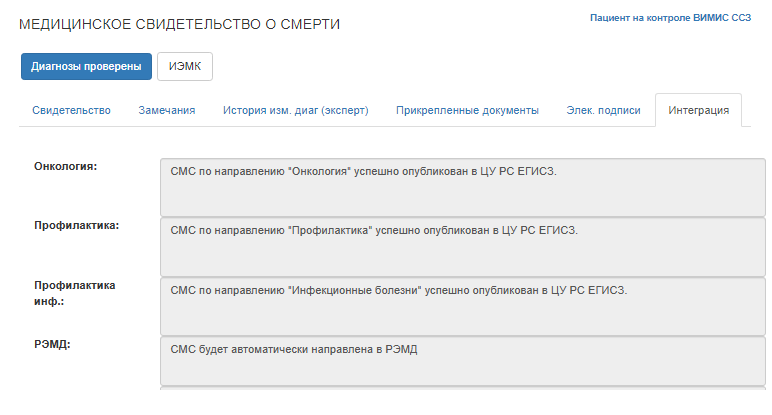 МЕДИЦИНСКОЕ СВИДЕТЕЛЬСТВО О СМЕРТИ
Пациент на контроле ВИМИС ССЗ
Диагнозы проверены
ИЭМК
Свидетельство
Замечания
История изм. диаг (эксперт)
Прикрепленные документы
Элек. подписи
Интеграция
Онкология:
СМС по направлению "Онкология" успешно опубликован в ЦУ РС ЕГИСЗ.
Профилактика:
СМС по направлению "Профилактика" успешно опубликован в ЦУ РС ЕГИСЗ.
Профилактика
инф.:
СМС по направлению "Инфекционные болезни" успешно опубликован в ЦУ РС ЕГИСЗ.
РЭМД:
СМС будет автоматически направлена в РЭМД